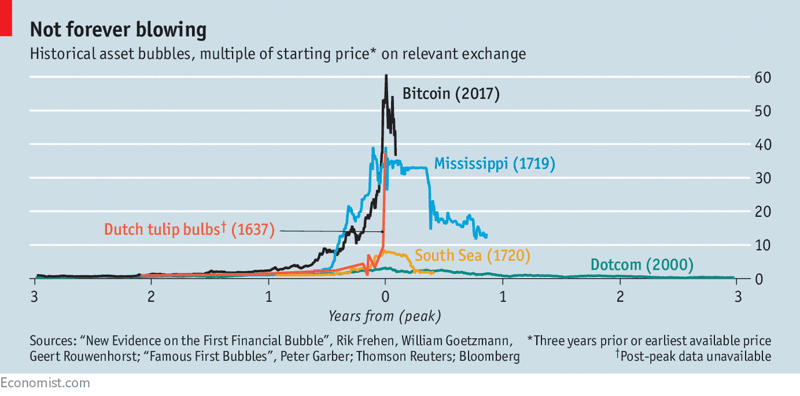 Not forever blowing
Historical asset bubbles, multiple of starting price* on relevant exchange
60
Bitcoin (2017)
50
40
Mississippi (1719)
30
Dutch tulip bulbs† (1637)
20
10
South Sea (1720)
Dotcom (2000)
0
3 2 1 0 1 2 3
Years from (peak)
Sources: “New Evidence on the First Financial Bubble”, Rik Frehen, William Goetzmann,
Geert Rouwenhorst; “Famous First Bubbles”, Peter Garber; Thomson Reuters; Bloomberg
*Three years prior or earliest available price
†Post-peak data unavailable
Economist.com